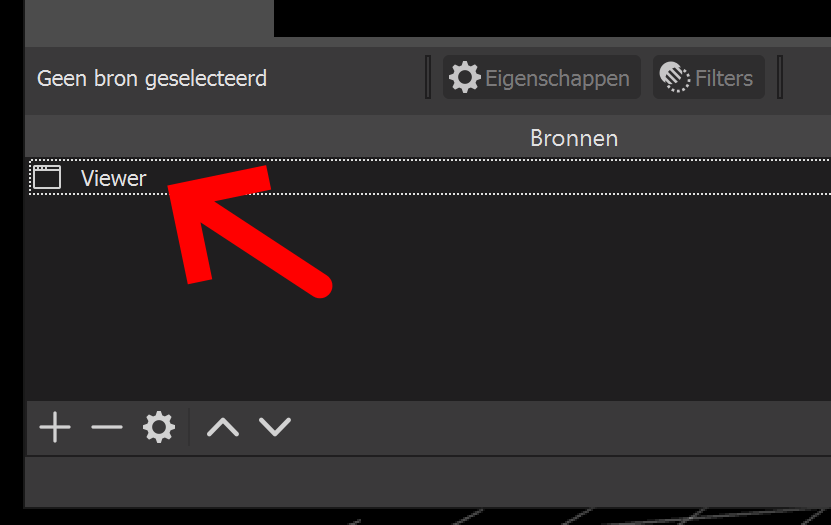 Geen bron geselecteerd
Eigenschappen
Filters
Bronnen
Viewer